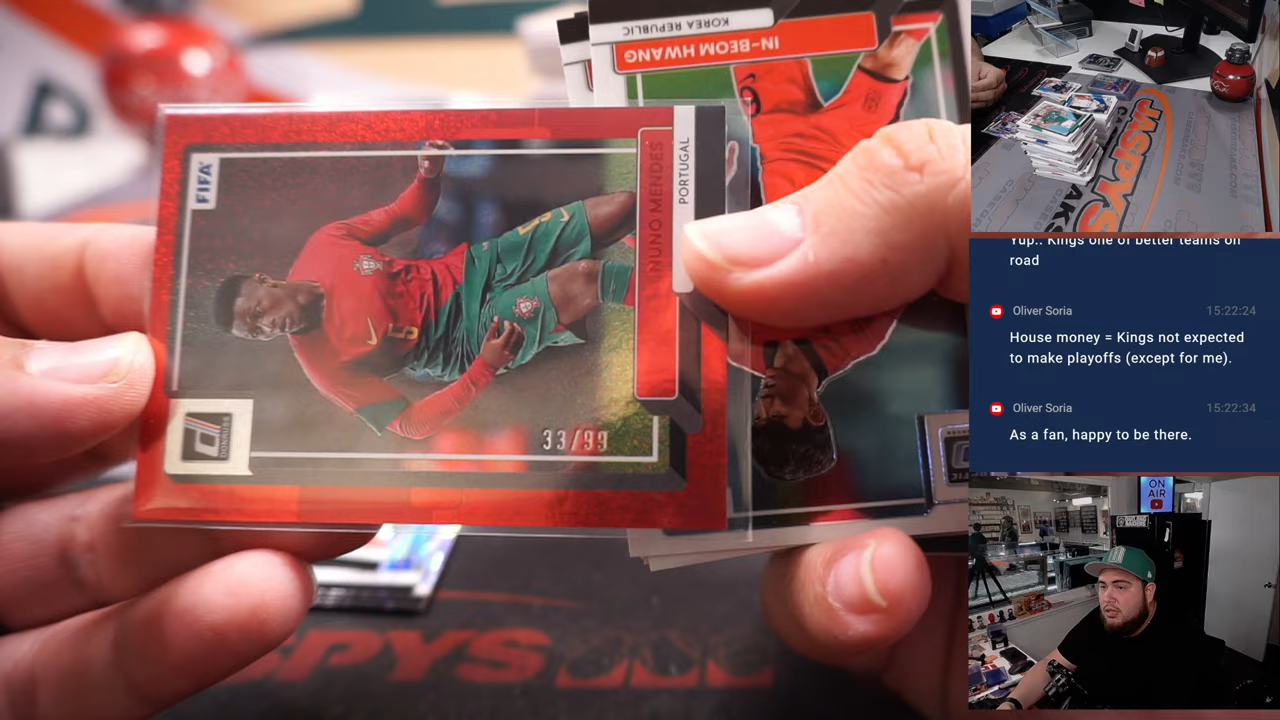 KOREA REPUBLIC
IN-BEOM HWANG
FIFA
NUNO MENDES
PORTUGAL
DONRUSS
33/99
SPYS
JASPYS
Yup.. Kings one of better teams on
road
Oliver Soria 15:22:24
House money = Kings not expected
to make playoffs (except for me).
Oliver Soria 15:22:34
As a fan, happy to be there.
ON
AIR